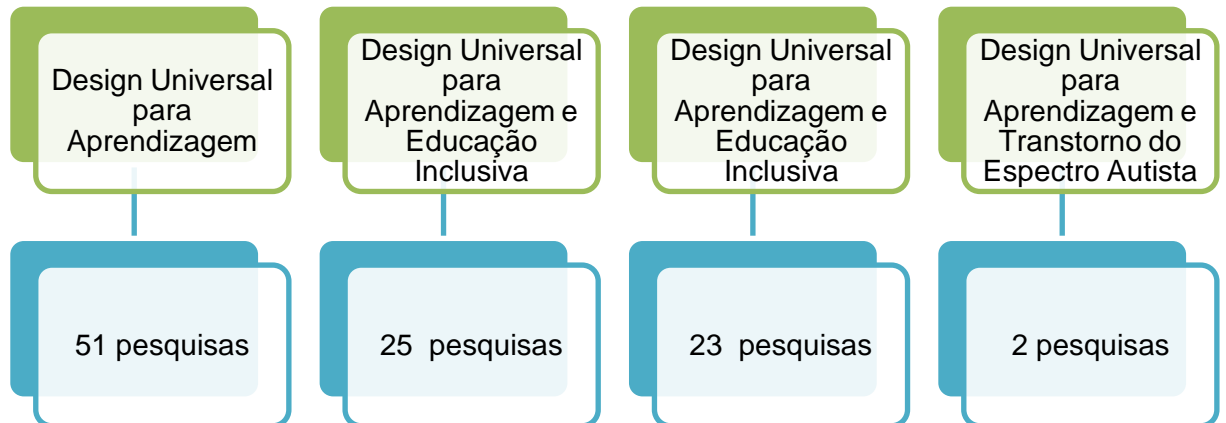 Design Universal
para
Aprendizagem
Design Universal
para
Aprendizagem e
Educação
Inclusiva
Design Universal
para
Aprendizagem e
Educação
Inclusiva
Design Universal
para
Aprendizagem e
Transtorno do
Espectro Autista
51 pesquisas
25 pesquisas
23 pesquisas
2 pesquisas